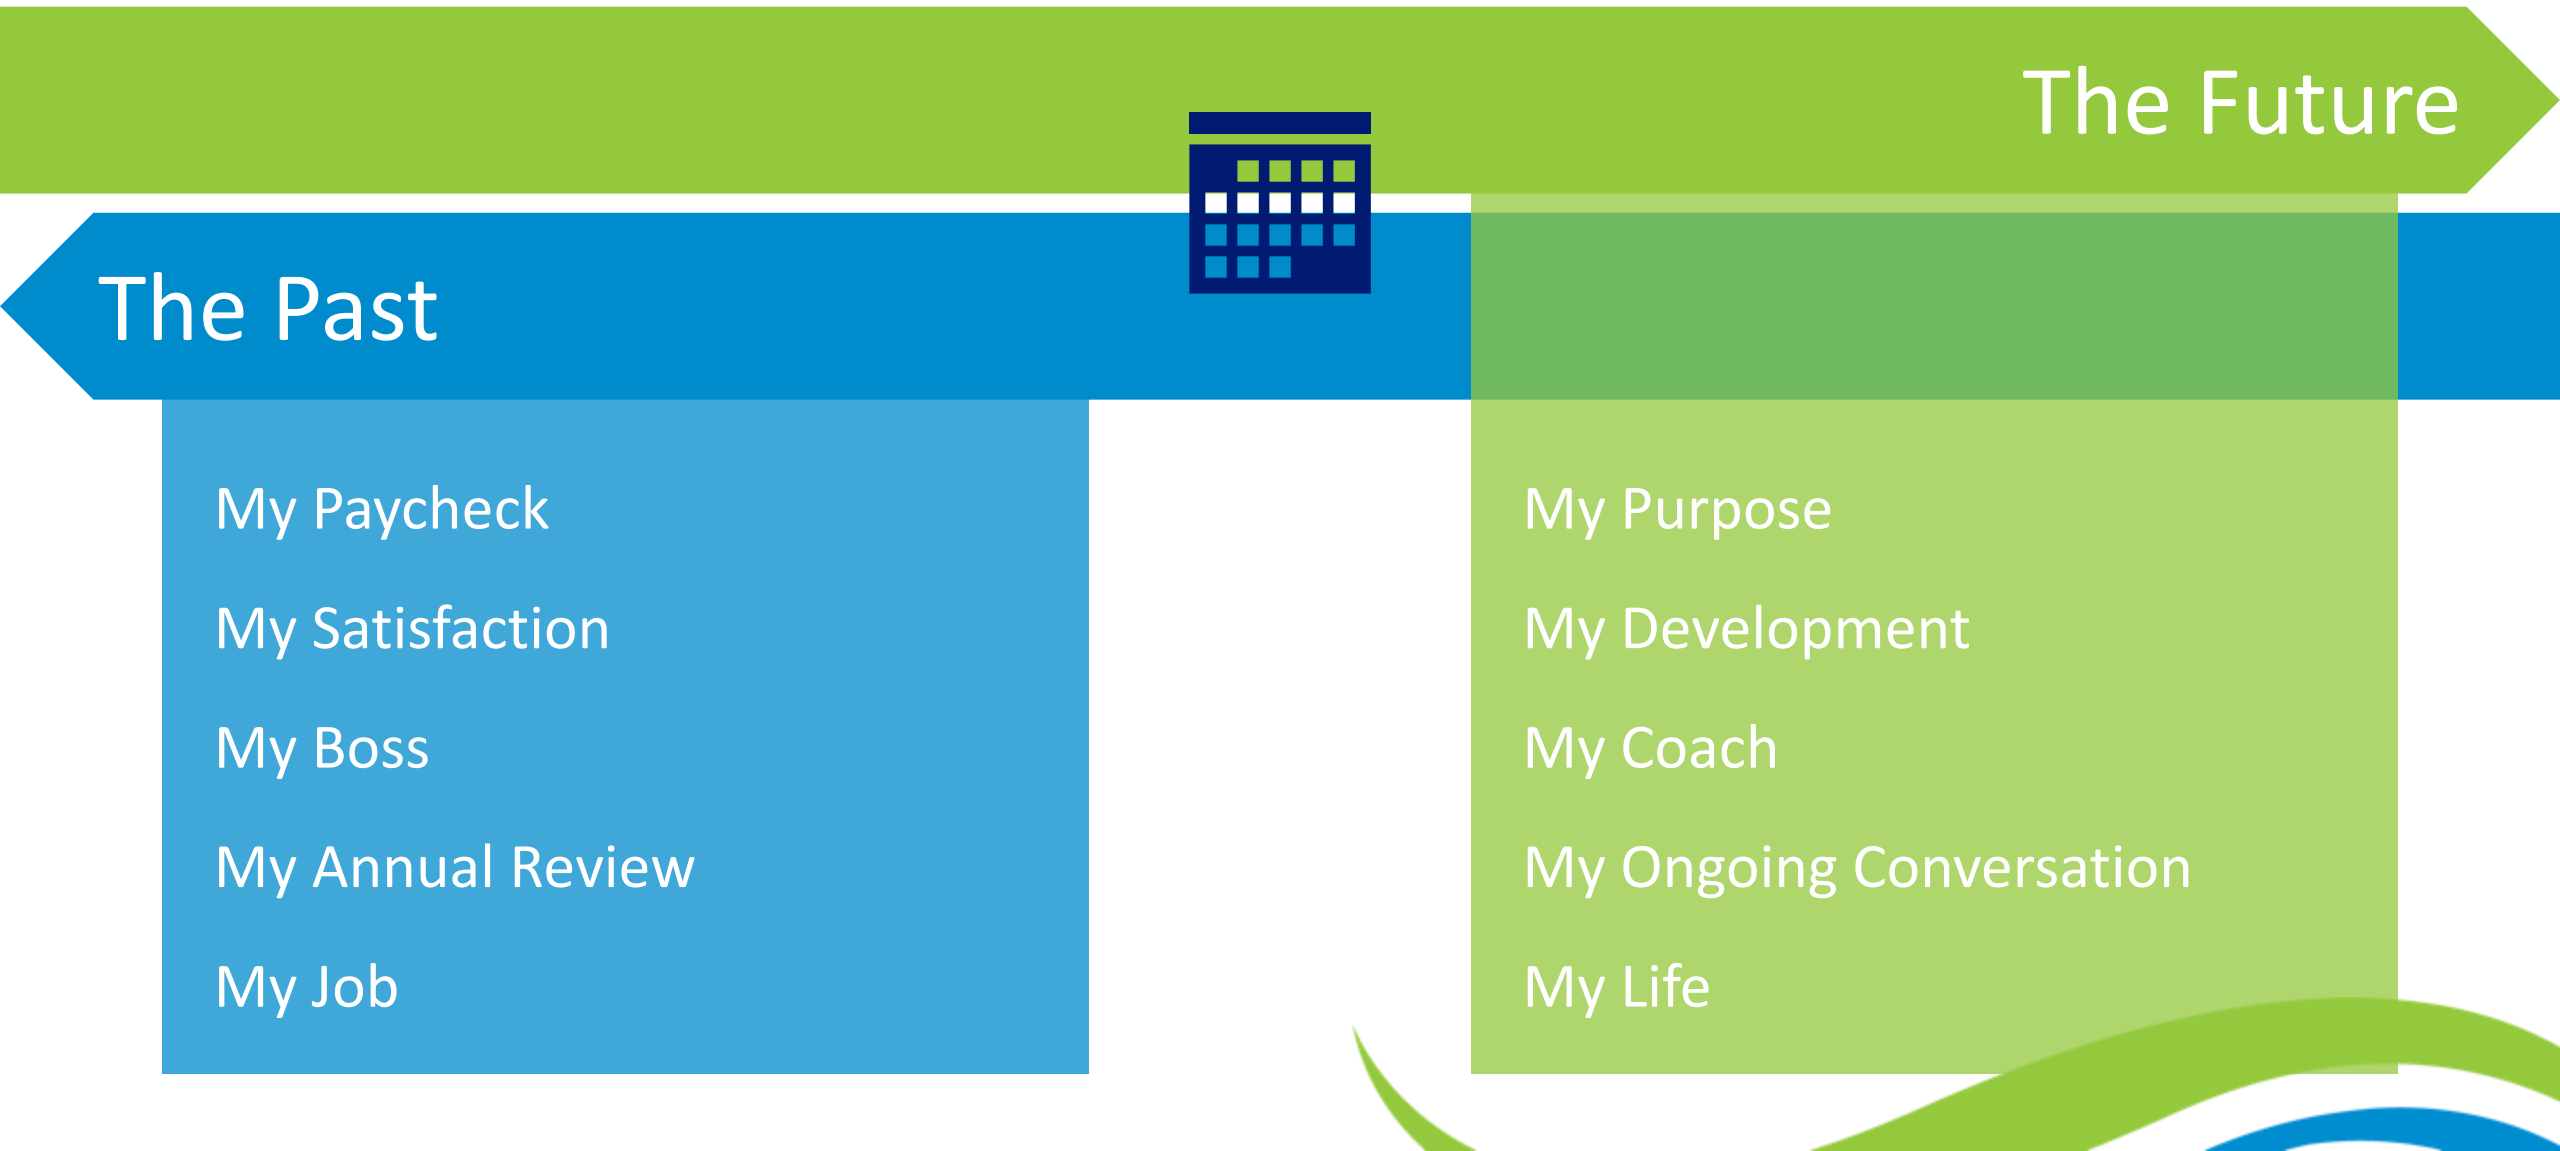 The Future
The Past
My Paycheck
My Satisfaction
My Boss
My Annual Review
My Job
My Purpose
My Development
My Coach
My Ongoing Conversation
My Life